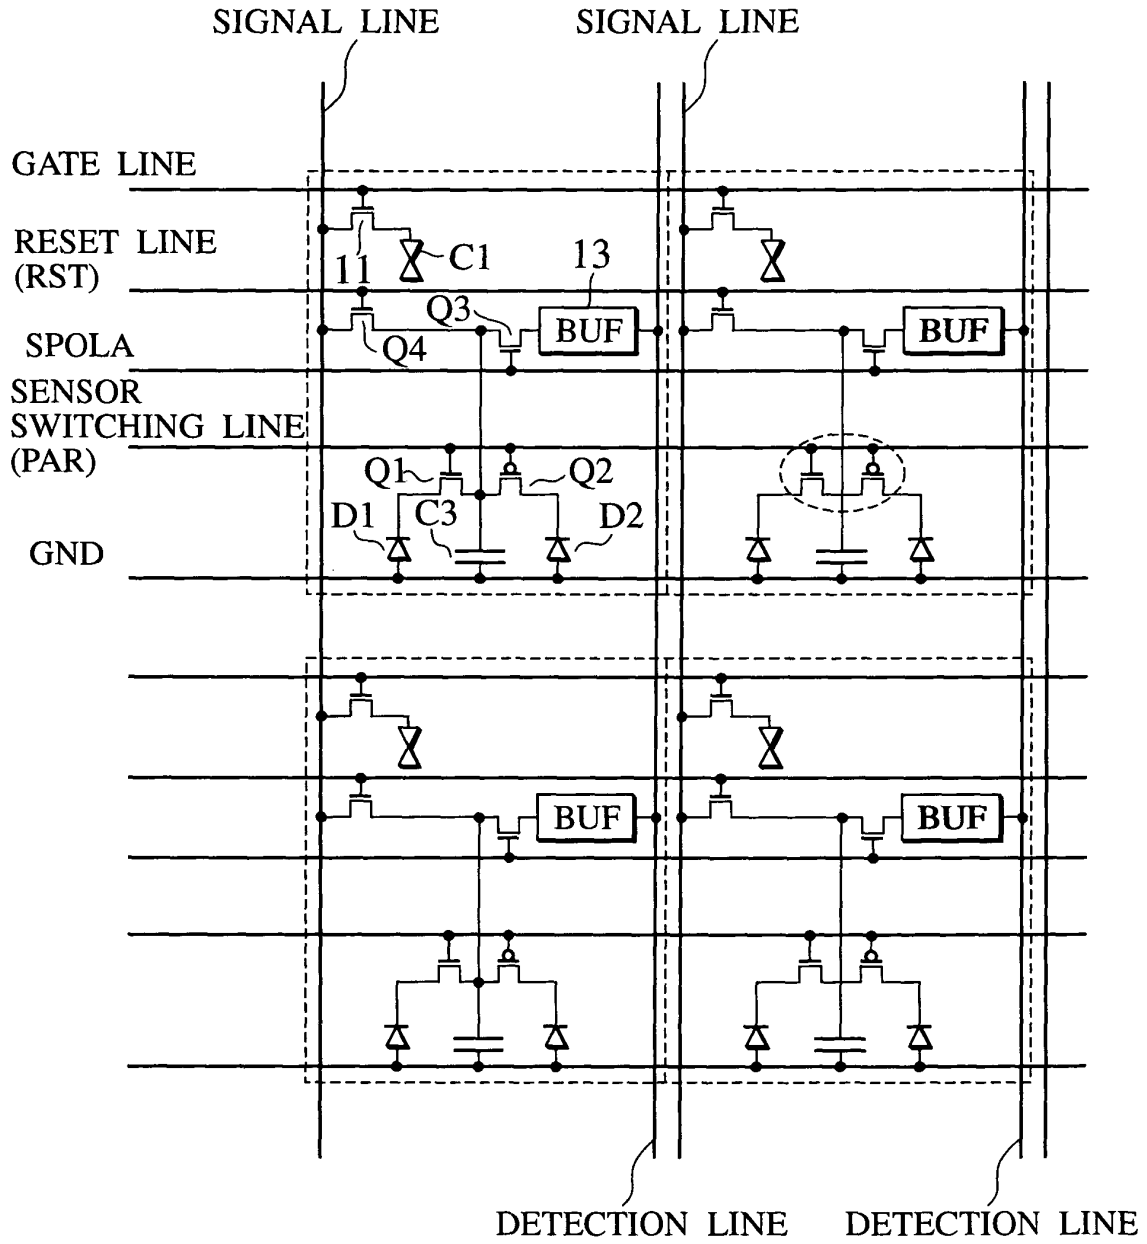 SIGNAL LINE
SIGNAL LINE
GATE LINE
RESET LINE
(RST)
11
C1
13
Q3
BUF
BUF
Q4
SPOLA
SENSOR
SWITCHING LINE
(PAR)
Q1
Q2
D1
C3
D2
GND
BUF
BUF
DETECTION LINE
DETECTION LINE